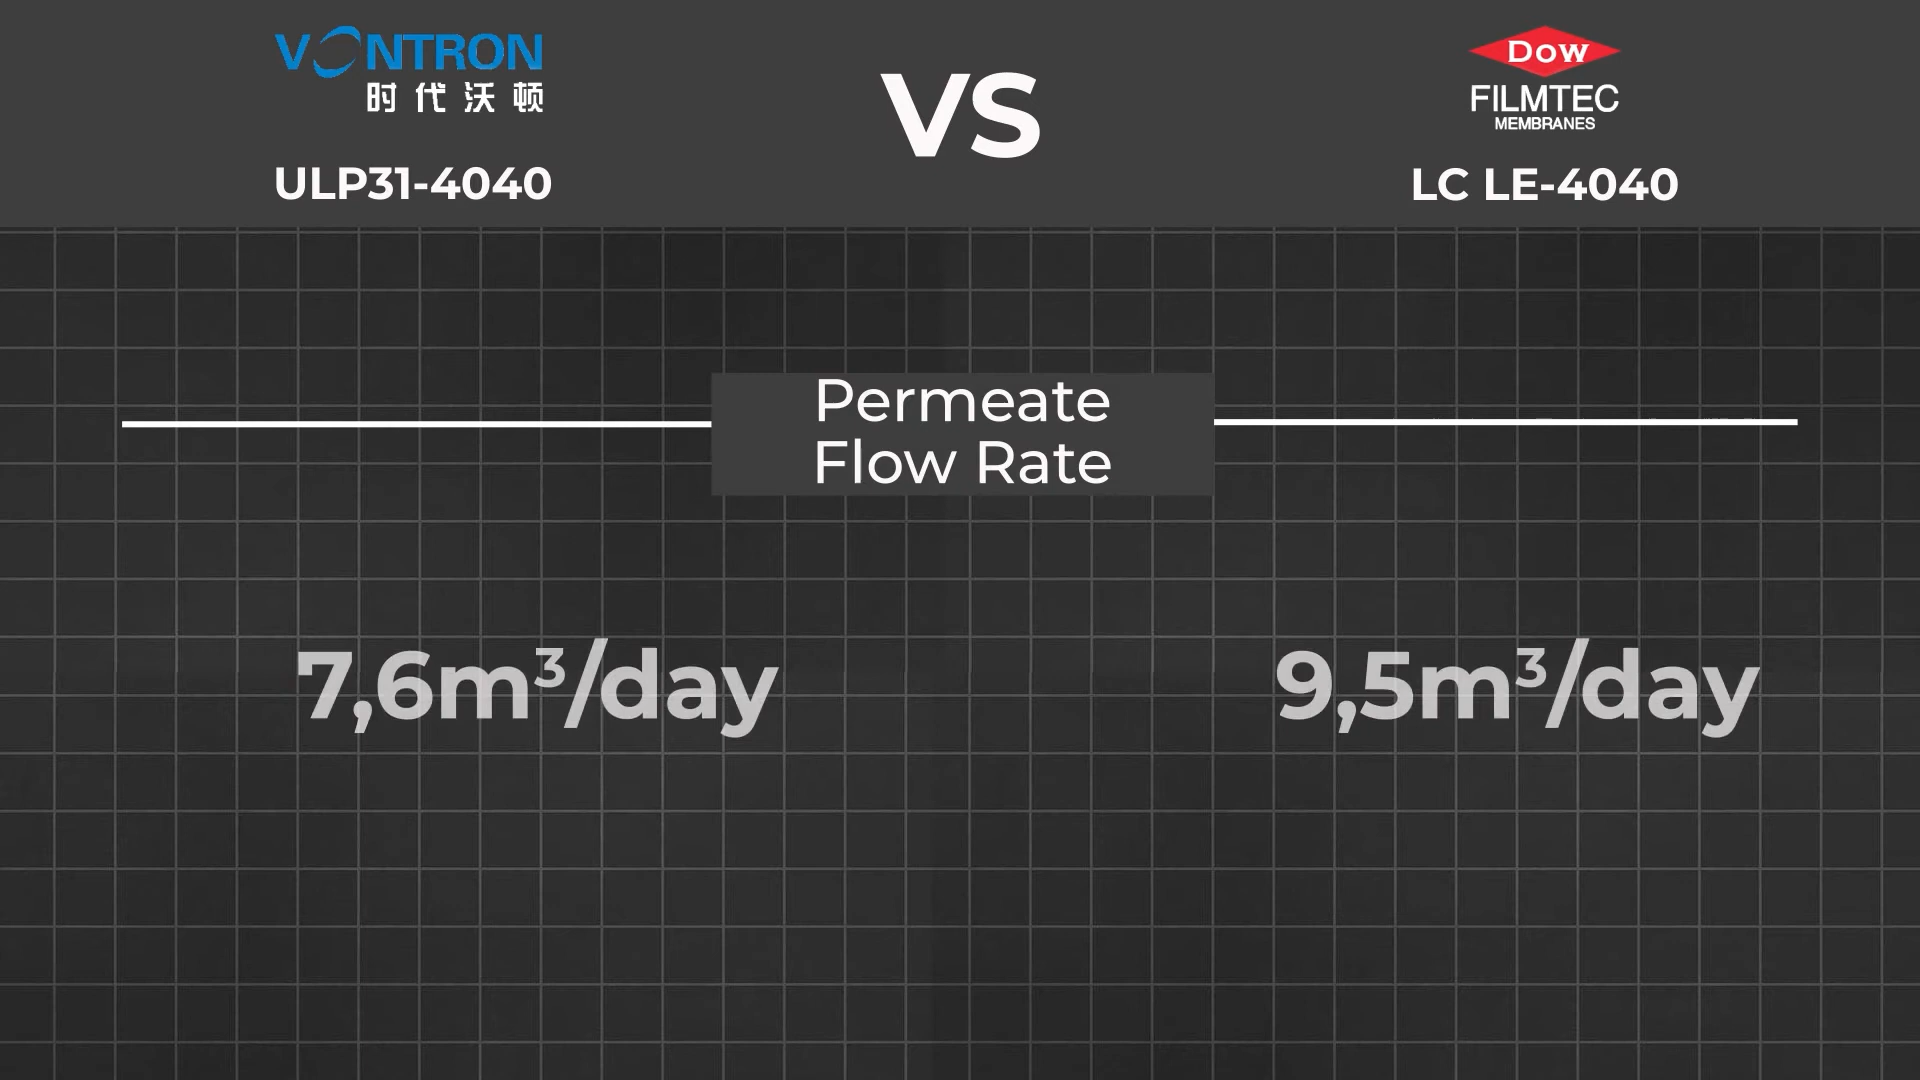 VONTRON
时代沃顿
ULP31-4040
VS
DOW
FILMTEC
MEMBRANES
LC LE-4040
Permeate
Flow Rate
7,6m³/day
9,5m³/day